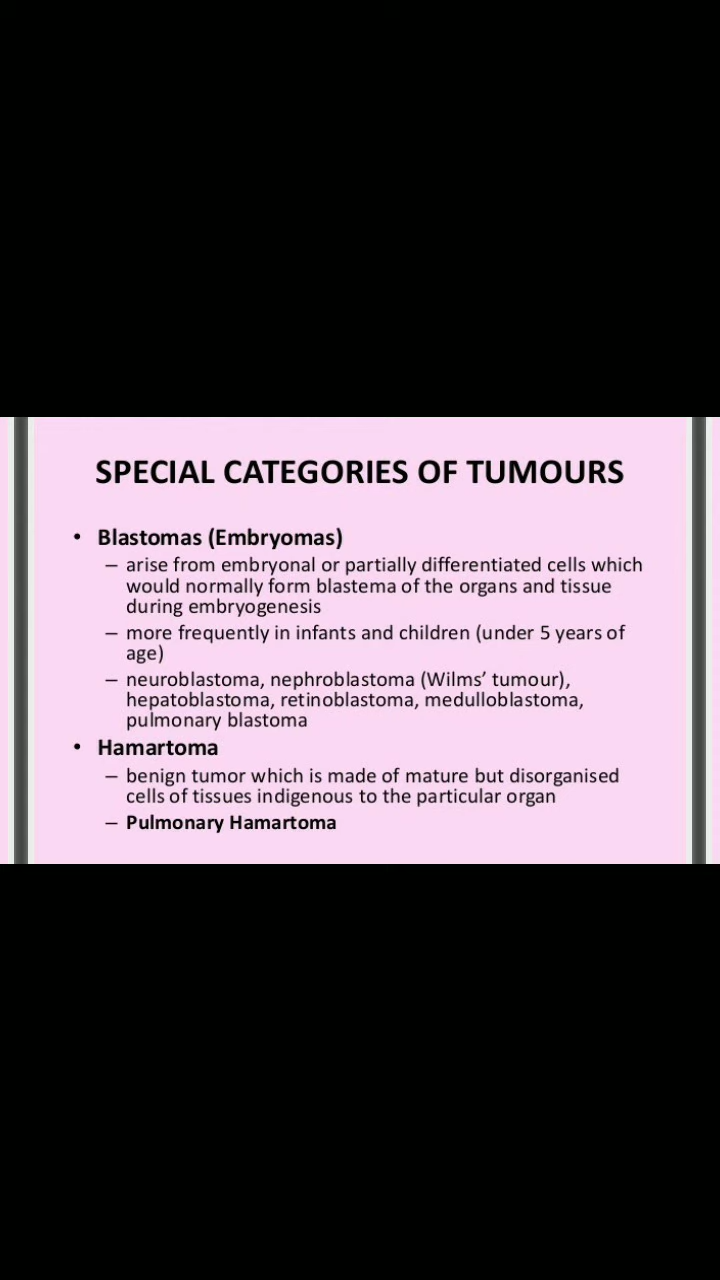 SPECIAL CATEGORIES OF TUMOURS
• Blastomas (Embryomas)
– arise from embryonal or partially differentiated cells which
would normally form blastema of the organs and tissue
during embryogenesis
– more frequently in infants and children (under 5 years of
age)
– neuroblastoma, nephroblastoma (Wilms’ tumour),
hepatoblastoma, retinoblastoma, medulloblastoma,
pulmonary blastoma
• Hamartoma
– benign tumor which is made of mature but disorganised
cells of tissues indigenous to the particular organ
– Pulmonary Hamartoma